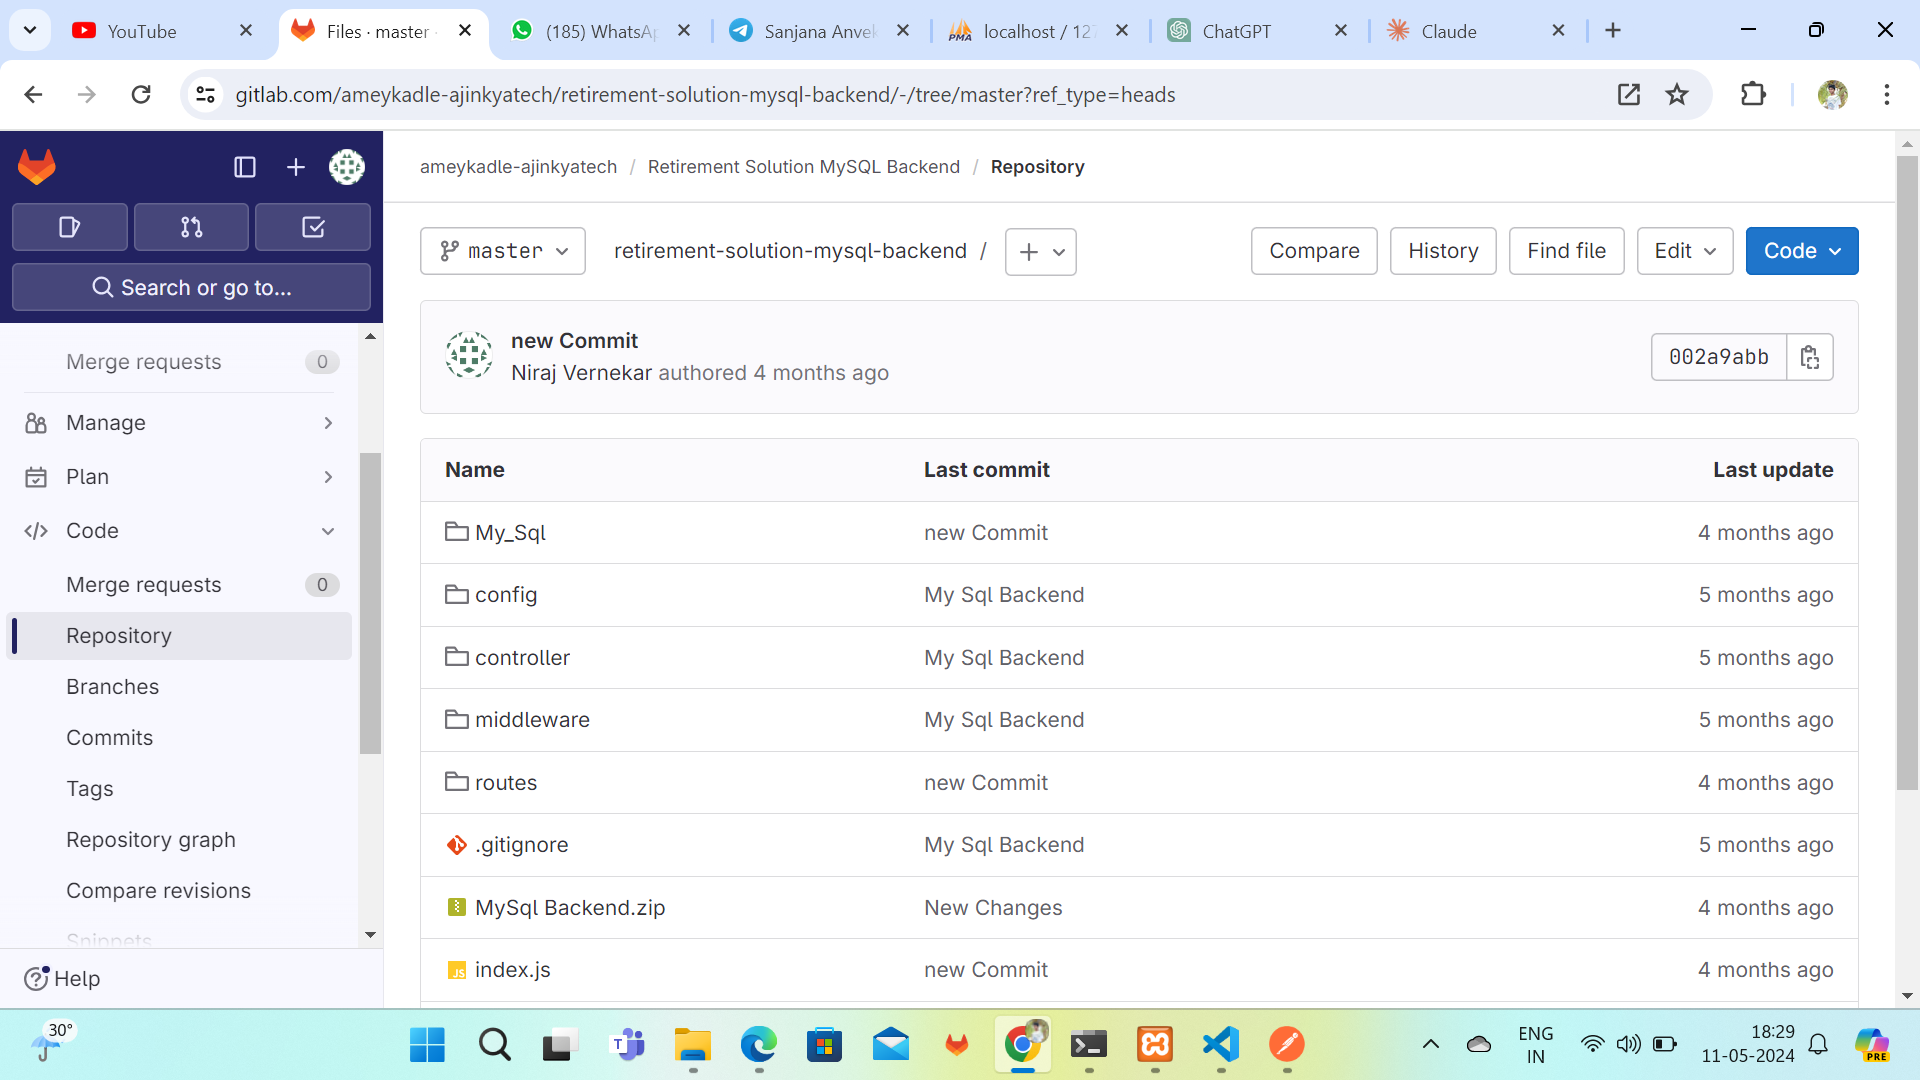 YouTube
Files · master ·
(185) WhatsAp
Sanjana Anvek
localhost / 127
ChatGPT
Claude
gitlab.com/ameykadle-ajinkyatech/retirement-solution-mysql-backend/-/tree/master?ref_type=heads
ameykadle-ajinkyatech / Retirement Solution MySQL Backend / Repository
Search or go to...
master
retirement-solution-mysql-backend /
Compare
History
Find file
Edit
Code
Merge requests 0
Manage
Plan
Code
Merge requests 0
Repository
Branches
Commits
Tags
Repository graph
Compare revisions
Snippets
Help
new Commit
Niraj Vernekar authored 4 months ago
002a9abb
Name Last commit Last update
My_Sql new Commit 4 months ago
config My Sql Backend 5 months ago
controller My Sql Backend 5 months ago
middleware My Sql Backend 5 months ago
routes new Commit 4 months ago
.gitignore My Sql Backend 5 months ago
MySql Backend.zip New Changes 4 months ago
index.js new Commit 4 months ago
30°
ENG
IN
18:29
11-05-2024
PRE